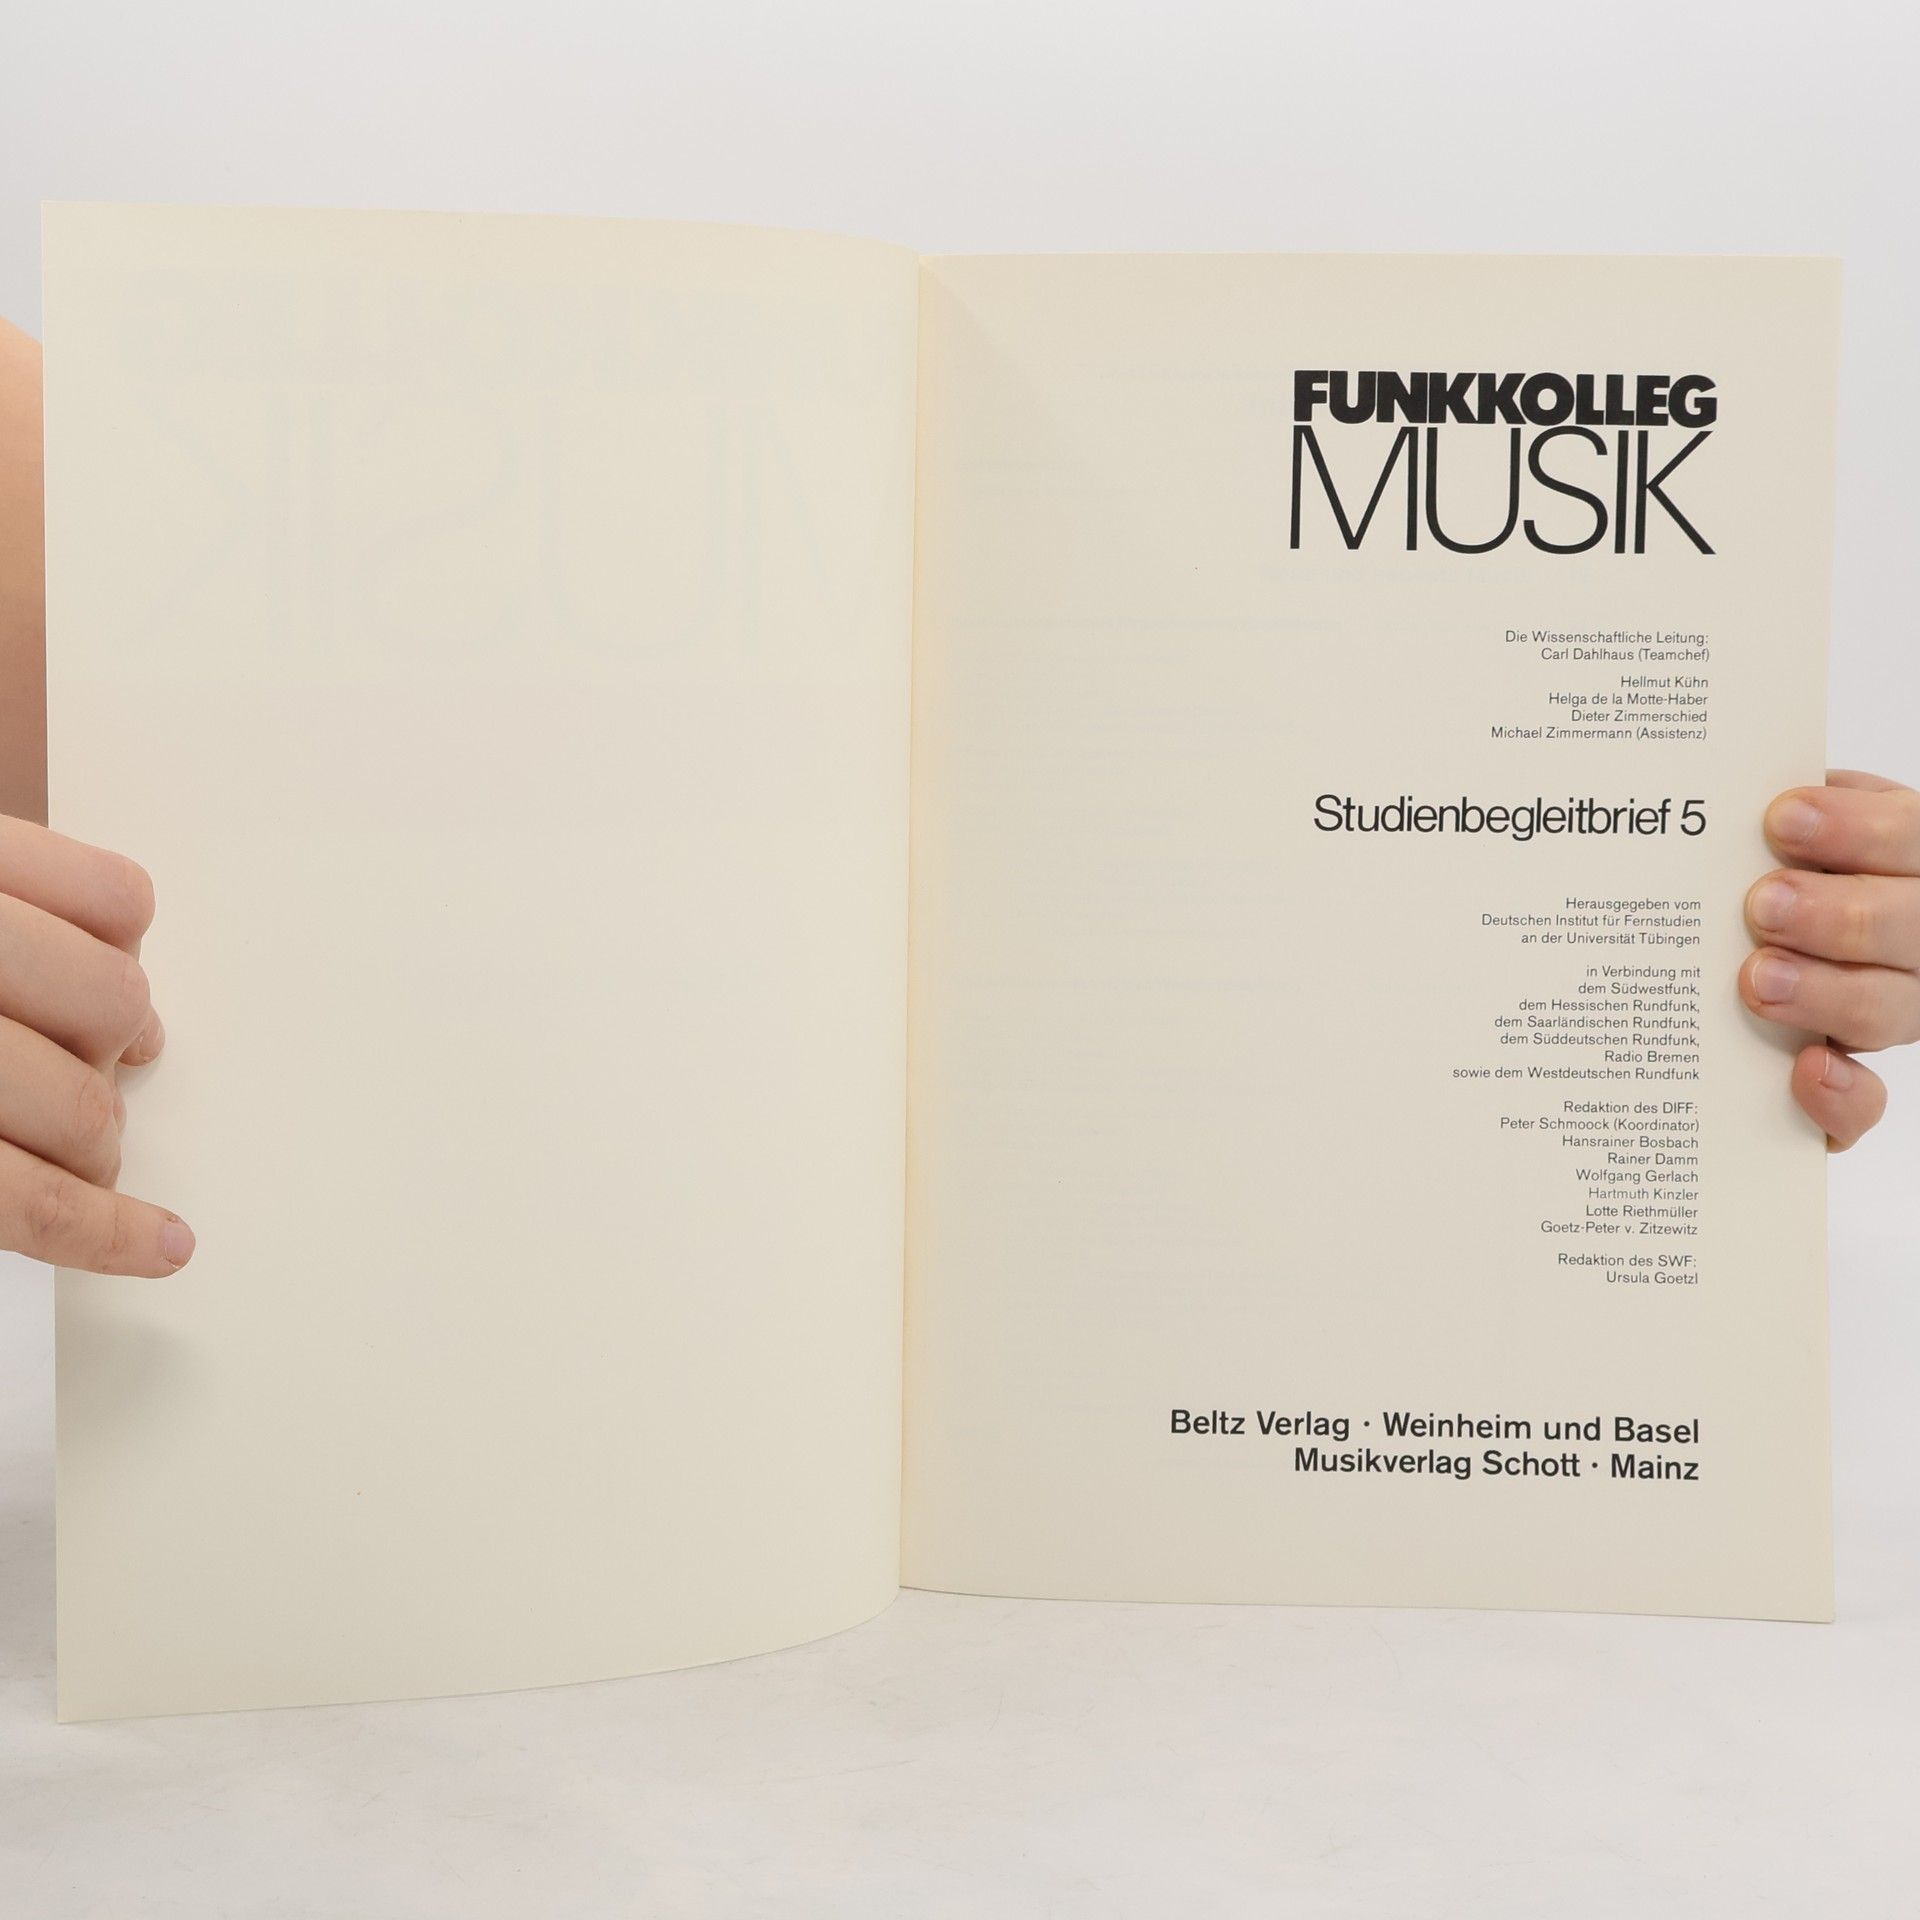 FUNKKOLLEG
MUSIK
Die Wissenschaftliche Leitung:
Carl Dahlhaus (Teamchef)
Hellmut Kühn
Helga de la Motte-Haber
Dieter Zimmerschied
Michael Zimmermann (Assistenz)
Studienbegleitbrief 5
Herausgegeben vom
Deutschen Institut für Fernstudien
an der Universität Tübingen
in Verbindung mit
dem Südwestfunk,
dem Hessischen Rundfunk,
dem Saarländischen Rundfunk,
dem Süddeutschen Rundfunk,
Radio Bremen
sowie dem Westdeutschen Rundfunk
Redaktion des DIFF:
Peter Schmoock (Koordinator)
Hansrainer Bosbach
Rainer Damm
Wolfgang Gerlach
Hartmuth Kinzler
Lotte Riethmüller
Goetz-Peter v. Zitzewitz
Redaktion des SWF:
Ursula Goetzl
Beltz Verlag · Weinheim und Basel
Musikverlag Schott · Mainz